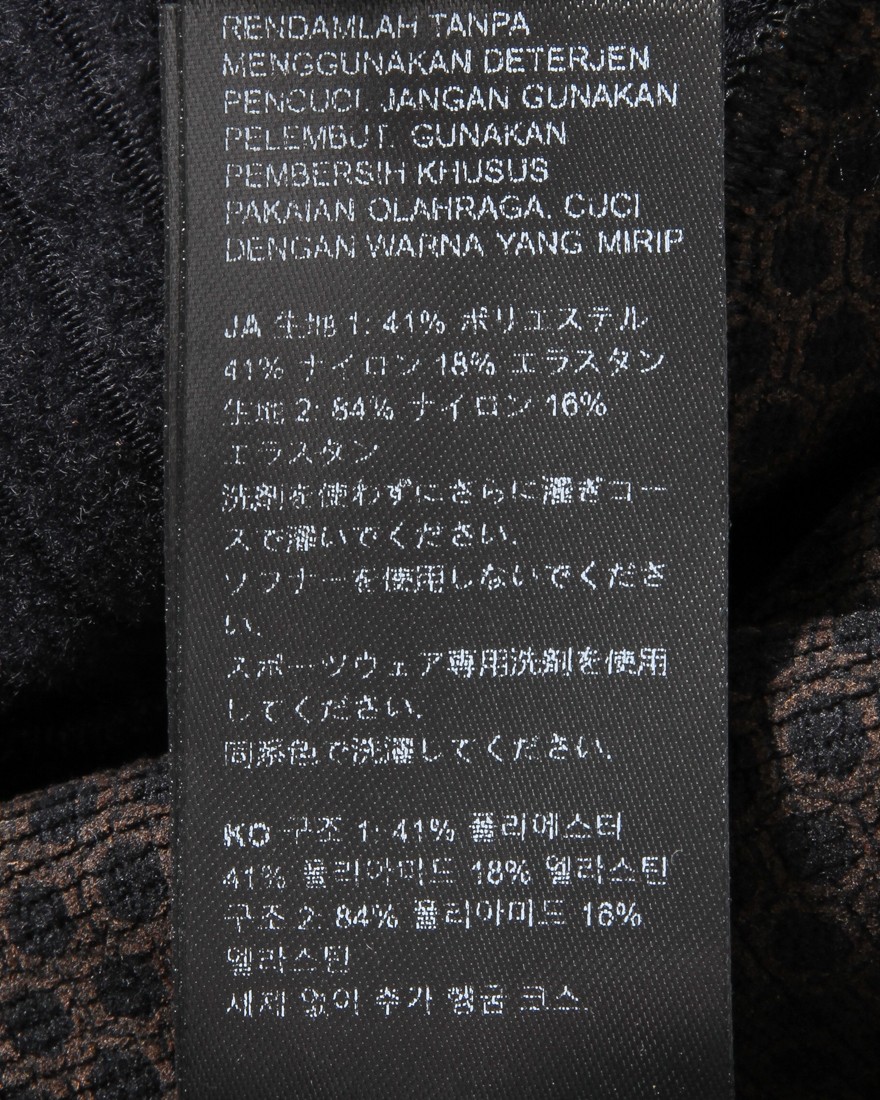 RENDAMLAH TANPA
MENGGUNAKAN DETERJEN
PENCUCI. JANGAN GUNAKAN
PELEMBUT. GUNAKAN
PEMBERSIH KHUSUS
PAKAIAN OLAHRAGA. CUCI
DENGAN WARNA YANG MIRIP
JA 生地 1: 41% ポリエステル
41% ナイロン 18% エラスタン
生地 2: 84% ナイロン 16%
エラスタン
洗剤を使わずにさらに濯ぎコー
スで濯いでください.
ソフナーを使用しないでくださ
い.
スポーツウェア専用洗剤を使用
してください.
同系色で洗濯してください.
KO 구조 1: 41% 폴리에스터
41% 폴리아미드 18% 엘라스틴
구조 2: 84% 폴리아미드 16%
엘라스틴
세제 없이 추가 헹굼 코스.